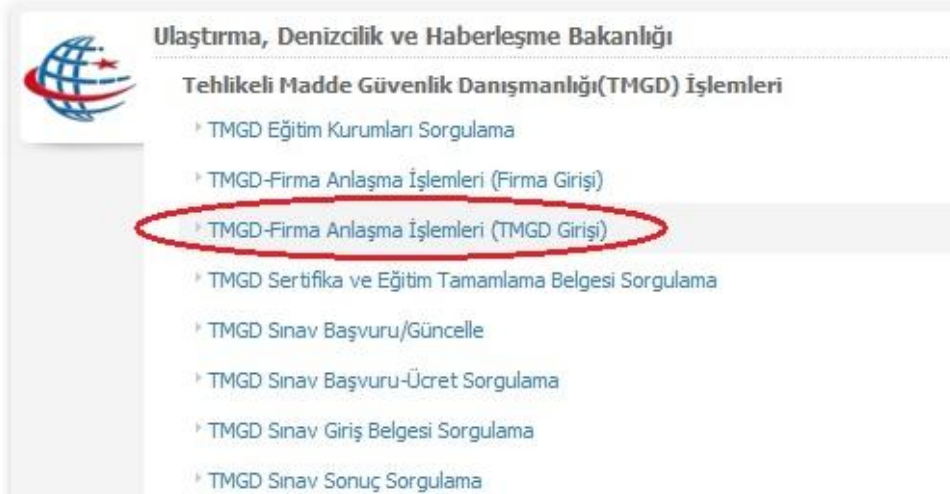 Ulaştırma, Denizcilik ve Haberleşme Bakanlığı
Tehlikeli Madde Güvenlik Danışmanlığı(TMGD) İşlemleri
TMGD Eğitim Kurumları Sorgulama
TMGD-Firma Anlaşma İşlemleri (Firma Girişi)
TMGD-Firma Anlaşma İşlemleri (TMGD Girişi)
TMGD Sertifika ve Eğitim Tamamlama Belgesi Sorgulama
TMGD Sınav Başvuru/Güncelle
TMGD Sınav Başvuru-Ücret Sorgulama
TMGD Sınav Giriş Belgesi Sorgulama
TMGD Sınav Sonuç Sorgulama